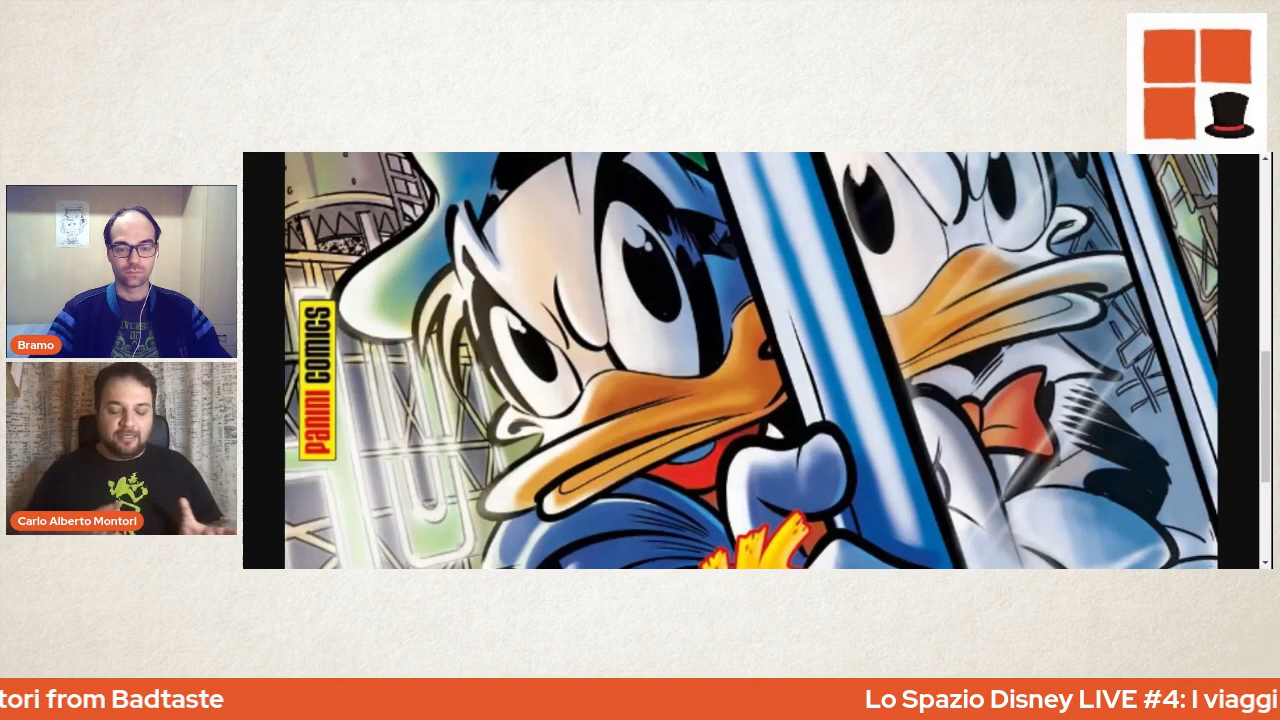 PANINI COMICS
Bramo
Carlo Alberto Montori
tori from Badtaste
Lo Spazio Disney LIVE #4: I viaggi